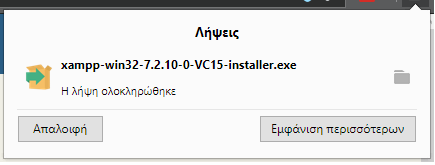 Λήψεις
xampp-win32-7.2.10-0-VC15-installer.exe
Η λήψη ολοκληρώθηκε
Απαλοιφή
Εμφάνιση περισσότερων